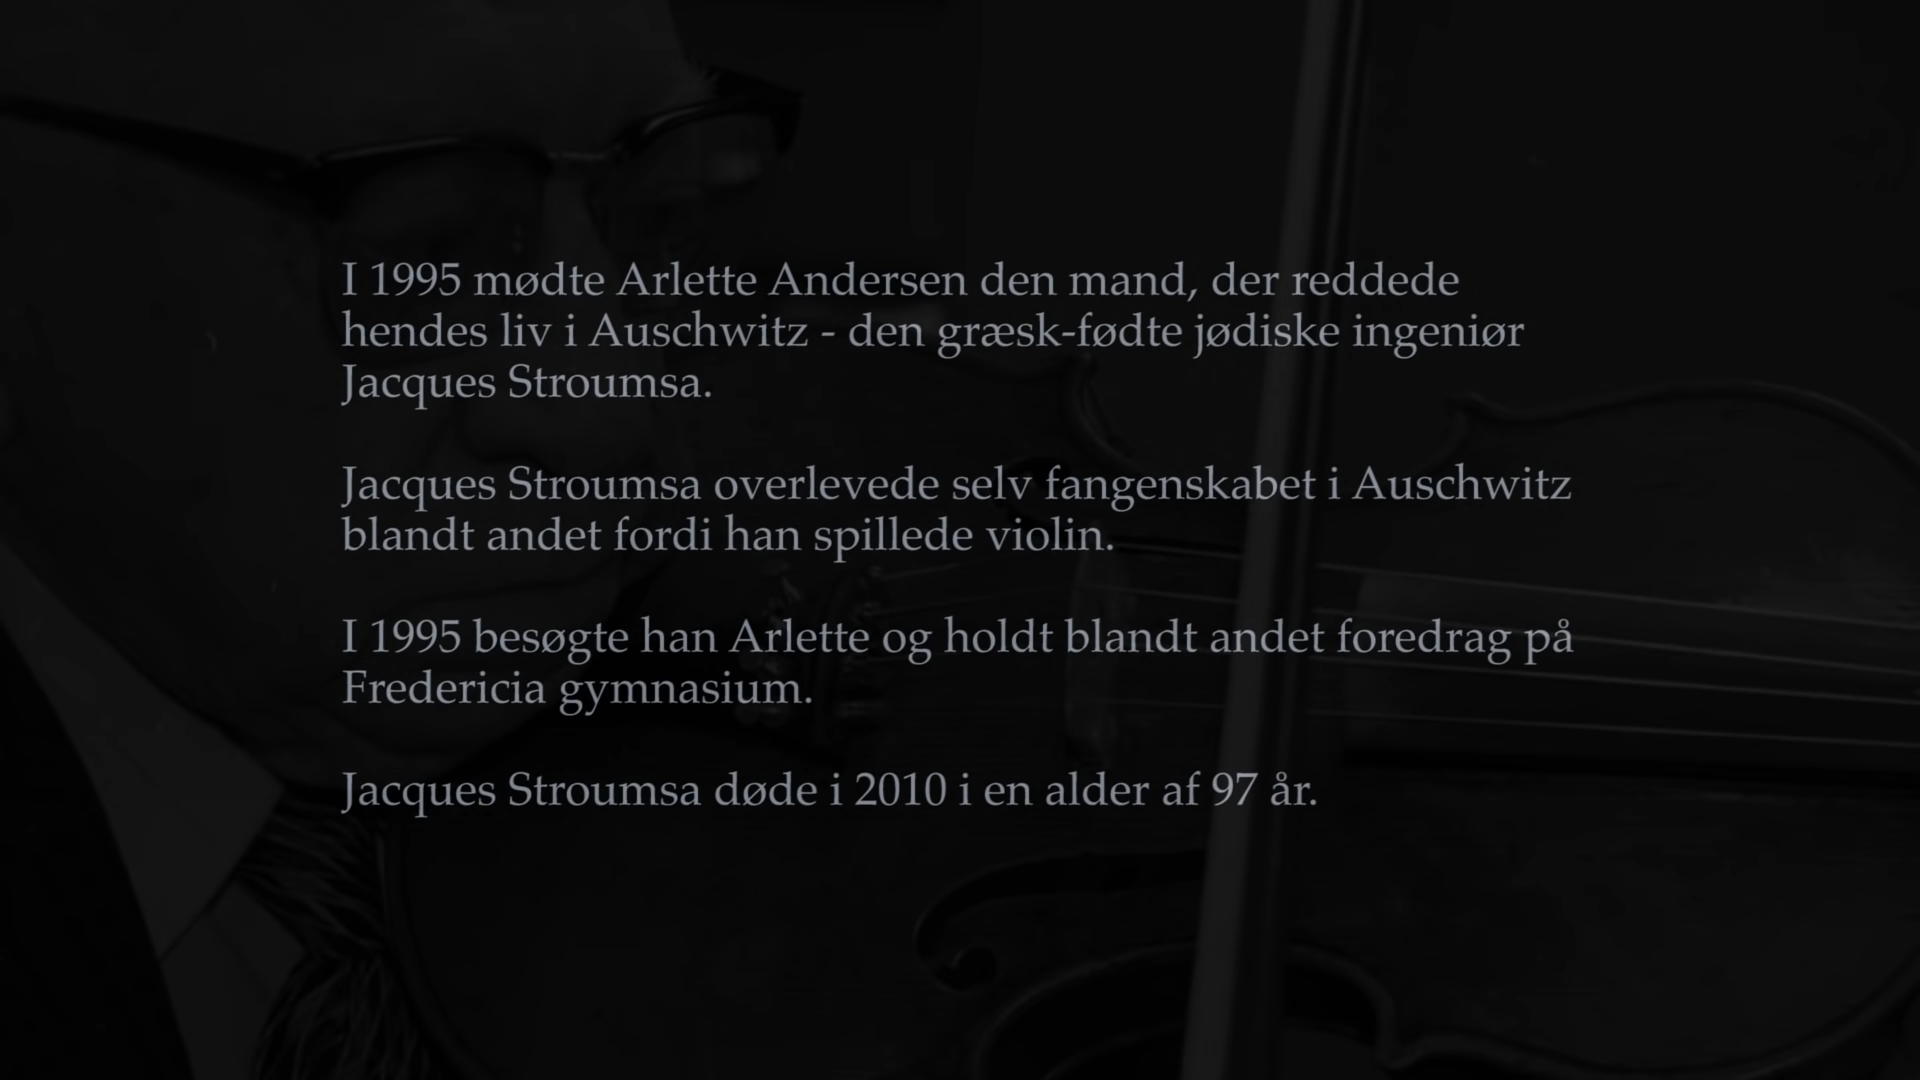 I 1995 mødte Arlette Andersen den mand, der reddede
hendes liv i Auschwitz - den græsk-fødte jødiske ingeniør
Jacques Stroumsa.
Jacques Stroumsa overlevede selv fangenskabet i Auschwitz
blandt andet fordi han spillede violin.
I 1995 besøgte han Arlette og holdt blandt andet foredrag på
Fredericia gymnasium.
Jacques Stroumsa døde i 2010 i en alder af 97 år.